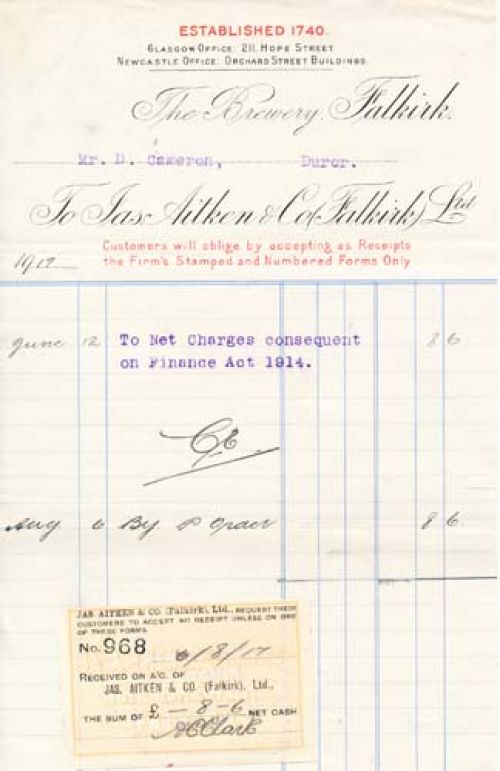 ESTABLISHED 1740.
GLASGOW OFFICE: 211, HOPE STREET
NEWCASTLE OFFICE: ORCHARD STREET BUILDINGS.
The Brewery, Falkirk.
Mr. D. Cameron, Duror.
To Jas. Aitken & Co (Falkirk) Ltd
Customers will oblige by accepting as Receipts
the Firm's Stamped and Numbered Forms Only
1917
June 12 To Net Charges consequent 8 6
on Finance Act 1914.
Cr
Aug 6 By P Order 8 6.
JAS. AITKEN & CO. (Falkirk), Ltd., REQUEST THEIR
CUSTOMERS TO ACCEPT NO RECEIPT UNLESS ON ONE
OF THESE FORMS.
No. 968 6/8/17
RECEIVED ON A/C. OF
JAS. AITKEN & CO. (Falkirk), Ltd.,
THE SUM OF £ – 8 – 6 NET CASH
A C Clark